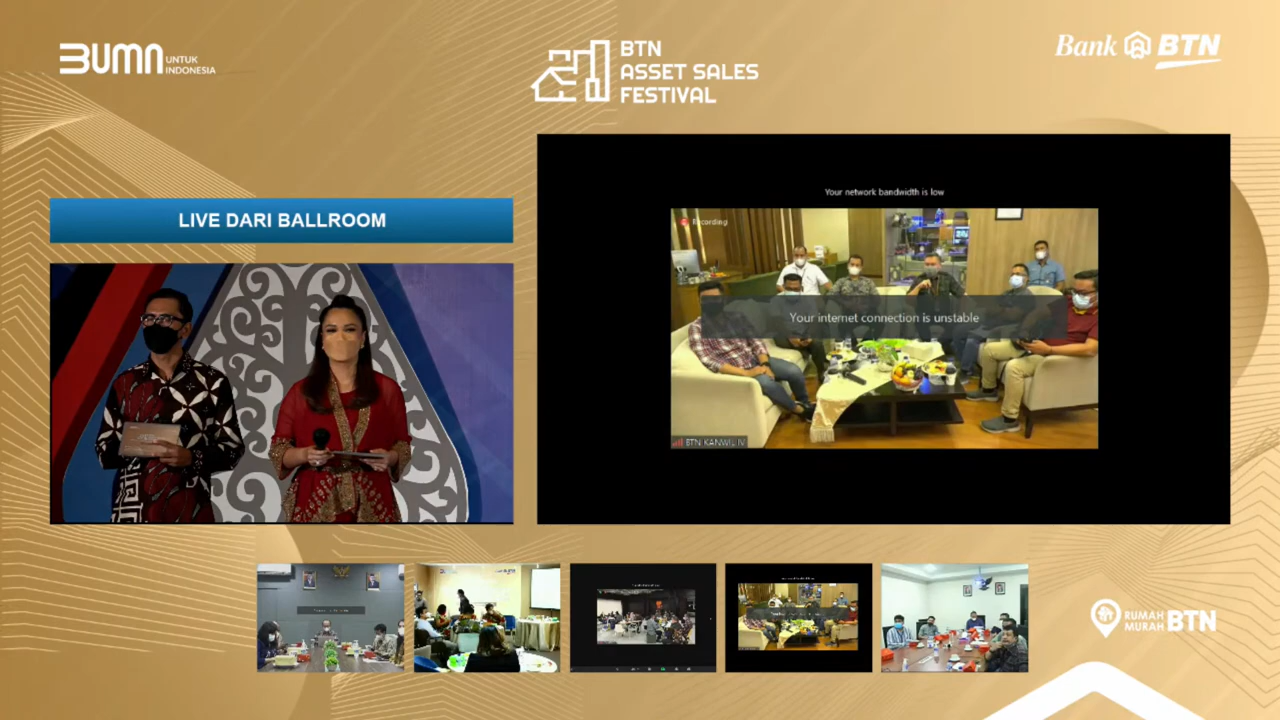 BUMN
UNTUK
INDONESIA
BTN
ASSET SALES
FESTIVAL
Bank BTN
LIVE DARI BALLROOM
Your network bandwidth is low
Recording
Your internet connection is unstable
BTN KANWIL IV
RUMAH
MURAH BTN